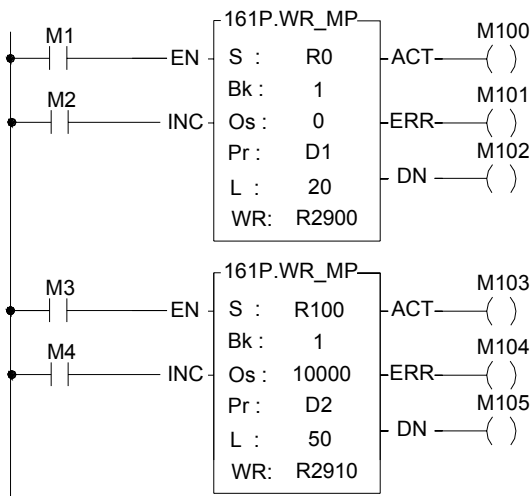 161P.WR_MP
M1 EN S : R0 ACT M100
Bk : 1
M2 INC Os : 0 ERR M101
Pr : D1 DN M102
L : 20
WR: R2900
161P.WR_MP
M3 EN S : R100 ACT M103
Bk : 1
M4 INC Os : 10000 ERR M104
Pr : D2 DN M105
L : 50
WR: R2910